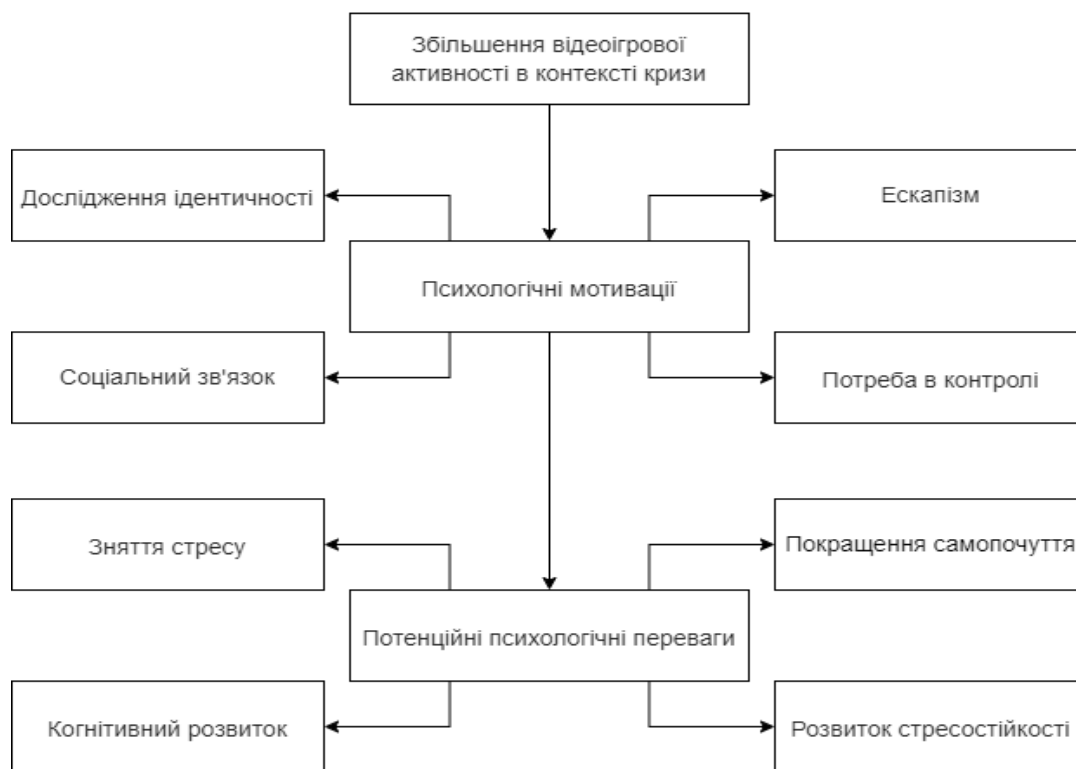 Збільшення відеоігрової
активності в контексті кризи
Дослідження ідентичності
Ескапізм
Психологічні мотивації
Соціальний зв'язок
Потреба в контролі
Зняття стресу
Покращення самопочуття
Потенційні психологічні переваги
Когнітивний розвиток
Розвиток стресостійкості